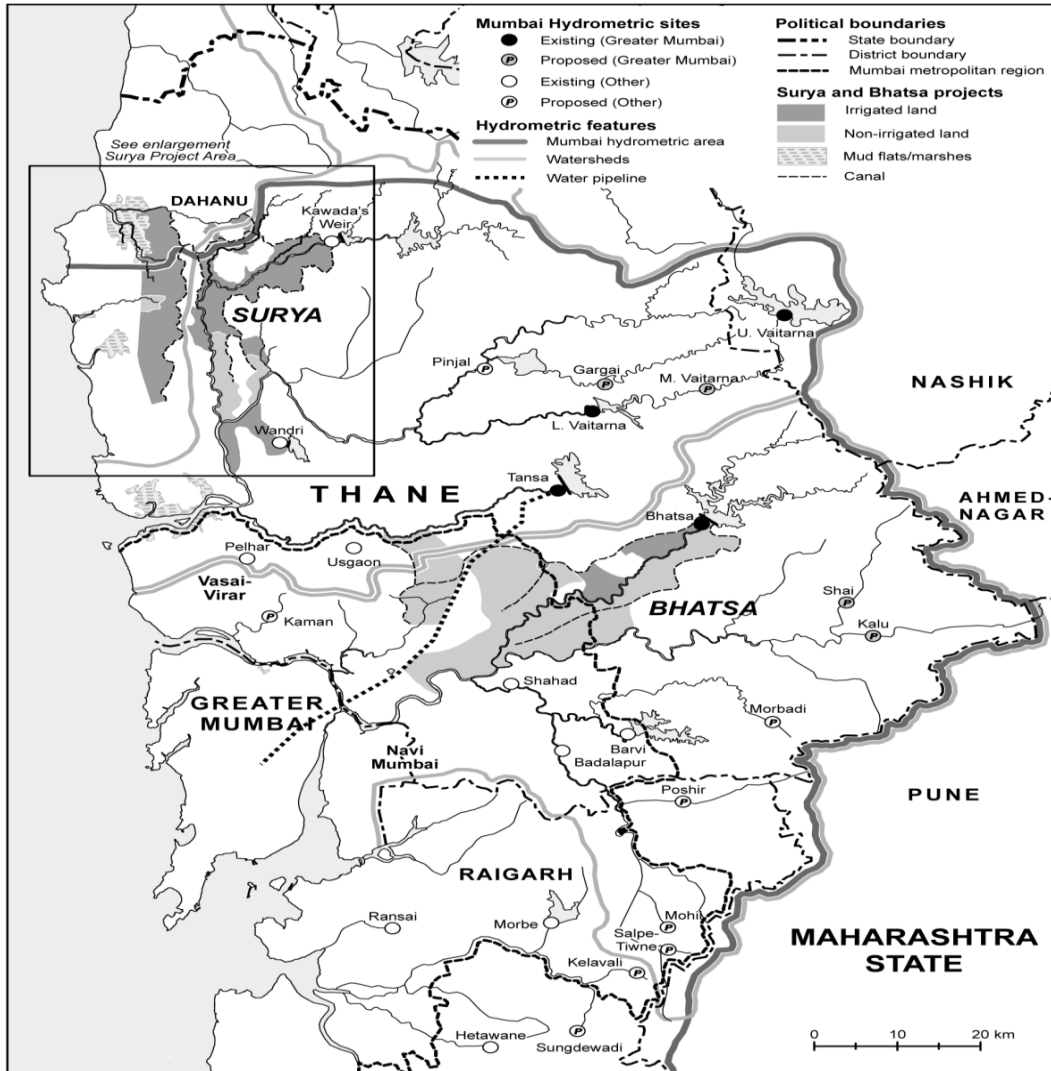 Mumbai Hydrometric sites
Existing (Greater Mumbai)
P Proposed (Greater Mumbai)
Existing (Other)
P Proposed (Other)
Hydrometric features
Mumbai hydrometric area
Watersheds
Water pipeline
Political boundaries
State boundary
District boundary
Mumbai metropolitan region
Surya and Bhatsa projects
Irrigated land
Non-irrigated land
Mud flats/marshes
Canal
See enlargement
Surya Project Area
DAHANU
Kawada's
Weir
SURYA
U. Vaitarna
Pinjal
P
Gargai
P
M. Vaitarna
P
L. Vaitarna
NASHIK
Wandri
THANE
Tansa
Bhatsa
AHMED-
NAGAR
Pelhar
Usgaon
Vasai-
Virar
P
Kaman
BHATSA
Shai
P
Kalu
P
GREATER
MUMBAI
Shahad
Morbadi
P
Navi
Mumbai
Barvi
Badalapur
Poshir
P
PUNE
RAIGARH
Ransai
Morbe
Mohil
P
Salpe-
Tiwne
P
Kelavali
P
MAHARASHTRA
STATE
Hetawane
P
Sungdewadi
0 10 20 km